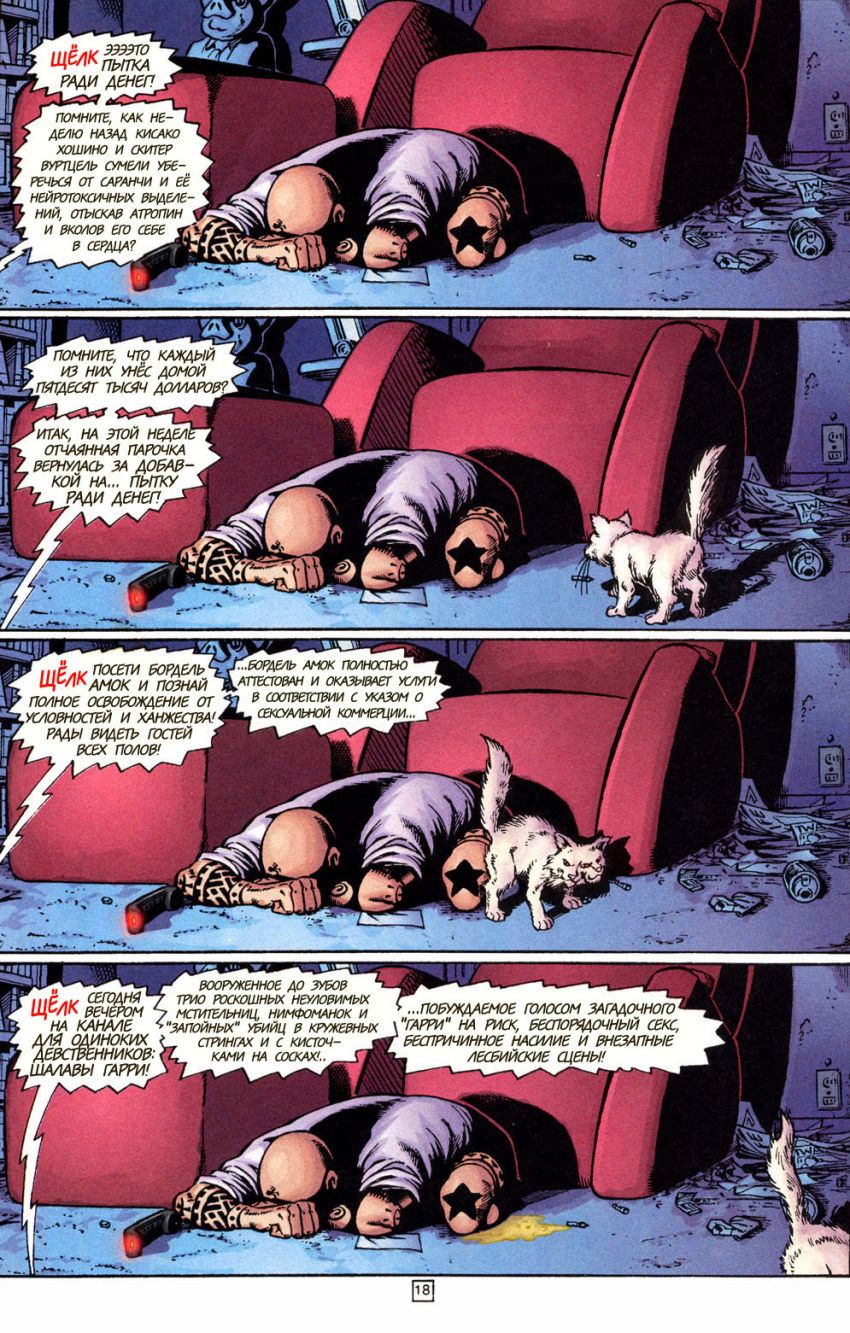 ЩЁЛК ЭЭЭЭТО
ПЫТКА
РАДИ ДЕНЕГ!
ПОМНИТЕ, КАК НЕ-
ДЕЛЮ НАЗАД КИСАКО
ХОШИНО И СКИТЕР
ВУРТЦЕЛЬ СУМЕЛИ УБЕ-
РЕЧЬСЯ ОТ САРАНЧИ И ЕЁ
НЕЙРОТОКСИЧНЫХ ВЫДЕЛЕ-
НИЙ, ОТЫСКАВ АТРОПИН
И ВКОЛОВ ЕГО СЕБЕ
В СЕРДЦА?
TW
ПОМНИТЕ, ЧТО КАЖДЫЙ
ИЗ НИХ УНЁС ДОМОЙ
ПЯТДЕСЯТ ТЫСЯЧ ДОЛЛАРОВ?
ИТАК, НА ЭТОЙ НЕДЕЛЕ
ОТЧАЯННАЯ ПАРОЧКА
ВЕРНУЛАСЬ ЗА ДОБАВ-
КОЙ НА... ПЫТКУ
РАДИ ДЕНЕГ!
TW
ЩЁЛК ПОСЕТИ БОРДЕЛЬ
АМОК И ПОЗНАЙ
ПОЛНОЕ ОСВОБОЖДЕНИЕ ОТ
УСЛОВНОСТЕЙ И ХАНЖЕСТВА!
РАДЫ ВИДЕТЬ ГОСТЕЙ
ВСЕХ ПОЛОВ!
...БОРДЕЛЬ АМОК ПОЛНОСТЬЮ
АТТЕСТОВАН И ОКАЗЫВАЕТ УСЛУГИ
В СООТВЕТСТВИИ С УКАЗОМ О
СЕКСУАЛЬНОЙ КОММЕРЦИИ...
TW
ЩЁЛК СЕГОДНЯ
ВЕЧЕРОМ
НА КАНАЛЕ
ДЛЯ ОДИНОКИХ
ДЕВСТВЕННИКОВ:
ШАЛАВЫ ГАРРИ!
ВООРУЖЕННОЕ ДО ЗУБОВ
ТРИО РОСКОШНЫХ НЕУЛОВИМЫХ
МСТИТЕЛЬНИЦ, НИМФОМАНОК И
"ЗАПОЙНЫХ" УБИЙЦ В КРУЖЕВНЫХ
СТРИНГАХ И С КИСТОЧ-
КАМИ НА СОСКАХ!..
...ПОБУЖДАЕМОЕ ГОЛОСОМ ЗАГАДОЧНОГО
"ГАРРИ" НА РИСК, БЕСПОРЯДОЧНЫЙ СЕКС,
БЕСПРИЧИННОЕ НАСИЛИЕ И ВНЕЗАПНЫЕ
ЛЕСБИЙСКИЕ СЦЕНЫ!
TW
18